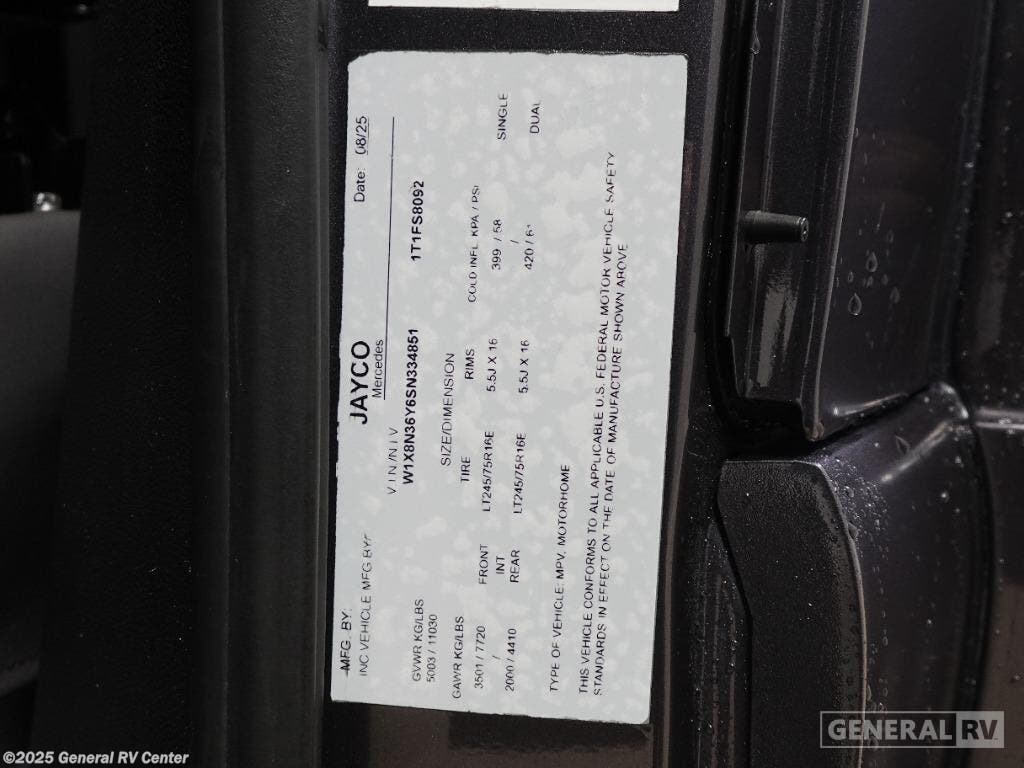 MFG. BY: JAYCO Date: 08/25
INC VEHICLE MFG BY: Mercedes
V I N / N I V
W1X8N36Y6SN334851 1T1FS8092
GVWR KG/LBS
5003 / 11030
SIZE/DIMENSION
GAWR KG/LBS TIRE RIMS COLD INFL KPA / PSI
3501 / 7720 FRONT LT245/75R16E 5.5J X 16 399 / 58 SINGLE
/ INT /
2000 / 4410 REAR LT245/75R16E 5.5J X 16 420 / 61 DUAL
TYPE OF VEHICLE: MPV, MOTORHOME
THIS VEHICLE CONFORMS TO ALL APPLICABLE U.S. FEDERAL MOTOR VEHICLE SAFETY
STANDARDS IN EFFECT ON THE DATE OF MANUFACTURE SHOWN ABOVE
GENERAL RV
©2025 General RV Center